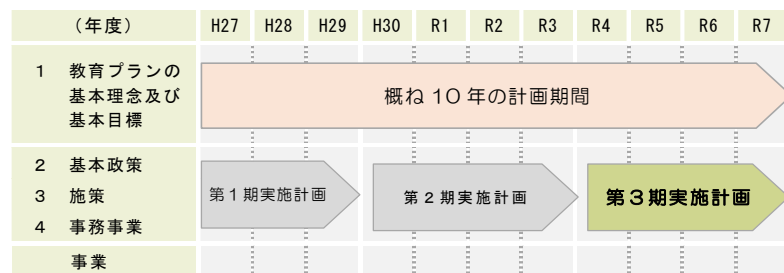 （年度） H27 H28 H29 H30 R1 R2 R3 R4 R5 R6 R7
1 教育プランの
基本理念及び
基本目標
概ね 10 年の計画期間
2 基本政策
3 施策
4 事務事業
第１期実施計画
第２期実施計画
第３期実施計画
事業